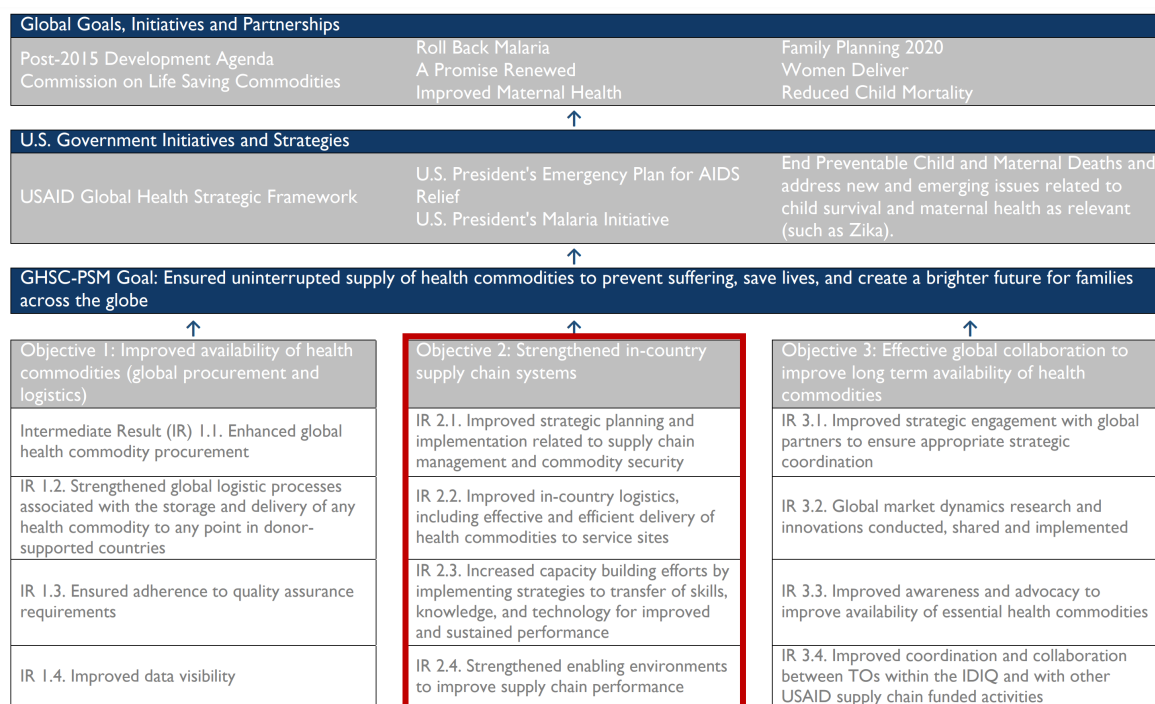 Global Goals, Initiatives and Partnerships
Post-2015 Development Agenda
Commission on Life Saving Commodities
Roll Back Malaria
A Promise Renewed
Improved Maternal Health
Family Planning 2020
Women Deliver
Reduced Child Mortality
↑
U.S. Government Initiatives and Strategies
USAID Global Health Strategic Framework
U.S. President's Emergency Plan for AIDS
Relief
U.S. President's Malaria Initiative
End Preventable Child and Maternal Deaths and
address new and emerging issues related to
child survival and maternal health as relevant
(such as Zika).
↑
GHSC-PSM Goal: Ensured uninterrupted supply of health commodities to prevent suffering, save lives, and create a brighter future for families
across the globe
↑ ↑ ↑
Objective 1: Improved availability of health
commodities (global procurement and
logistics)
Objective 2: Strengthened in-country
supply chain systems
Objective 3: Effective global collaboration to
improve long term availability of health
commodities
Intermediate Result (IR) 1.1. Enhanced global
health commodity procurement
IR 2.1. Improved strategic planning and
implementation related to supply chain
management and commodity security
IR 3.1. Improved strategic engagement with global
partners to ensure appropriate strategic
coordination
IR 1.2. Strengthened global logistic processes
associated with the storage and delivery of any
health commodity to any point in donor-
supported countries
IR 2.2. Improved in-country logistics,
including effective and efficient delivery of
health commodities to service sites
IR 3.2. Global market dynamics research and
innovations conducted, shared and implemented
IR 1.3. Ensured adherence to quality assurance
requirements
IR 2.3. Increased capacity building efforts by
implementing strategies to transfer of skills,
knowledge, and technology for improved
and sustained performance
IR 3.3. Improved awareness and advocacy to
improve availability of essential health commodities
IR 1.4. Improved data visibility
IR 2.4. Strengthened enabling environments
to improve supply chain performance
IR 3.4. Improved coordination and collaboration
between TOs within the IDIQ and with other
USAID supply chain funded activities